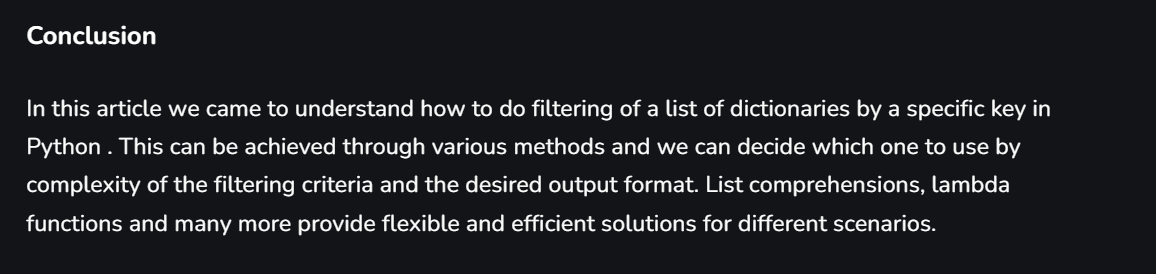 Conclusion
In this article we came to understand how to do filtering of a list of dictionaries by a specific key in
Python . This can be achieved through various methods and we can decide which one to use by
complexity of the filtering criteria and the desired output format. List comprehensions, lambda
functions and many more provide flexible and efficient solutions for different scenarios.